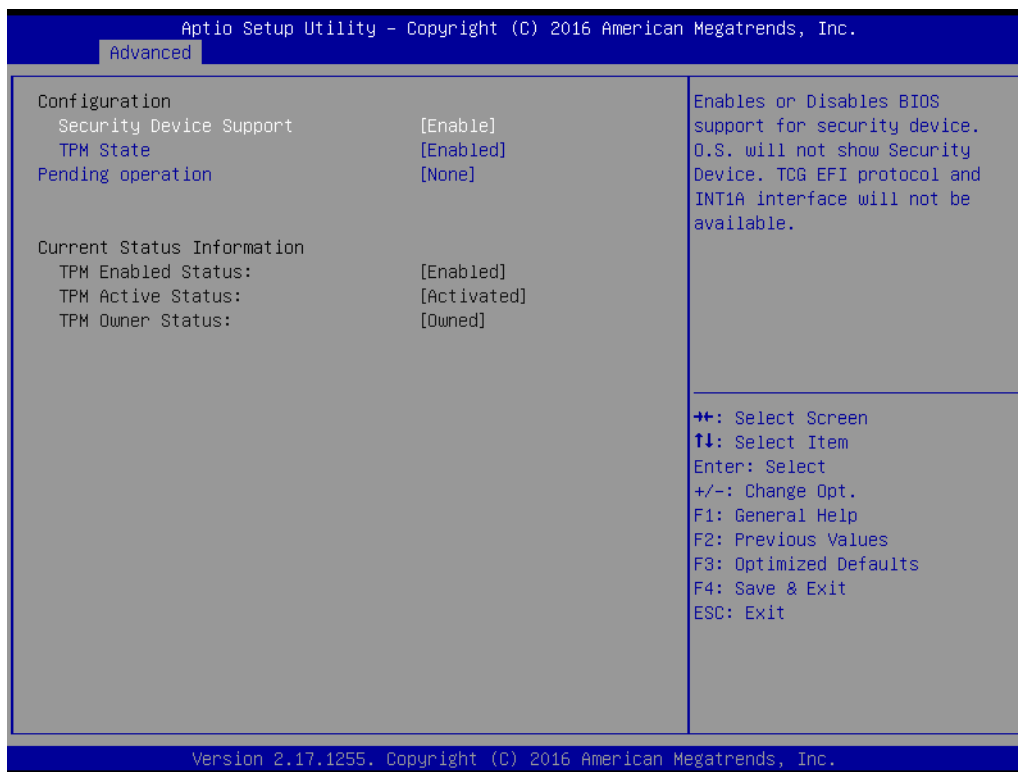 Aptio Setup Utility – Copyright (C) 2016 American Megatrends, Inc.
Advanced
Configuration
Security Device Support [Enable]
TPM State [Enabled]
Pending operation [None]
Current Status Information
TPM Enabled Status: [Enabled]
TPM Active Status: [Activated]
TPM Owner Status: [Owned]
Enables or Disables BIOS
support for security device.
O.S. will not show Security
Device. TCG EFI protocol and
INT1A interface will not be
available.
→←: Select Screen
↑↓: Select Item
Enter: Select
+/-: Change Opt.
F1: General Help
F2: Previous Values
F3: Optimized Defaults
F4: Save & Exit
ESC: Exit
Version 2.17.1255. Copyright (C) 2016 American Megatrends, Inc.